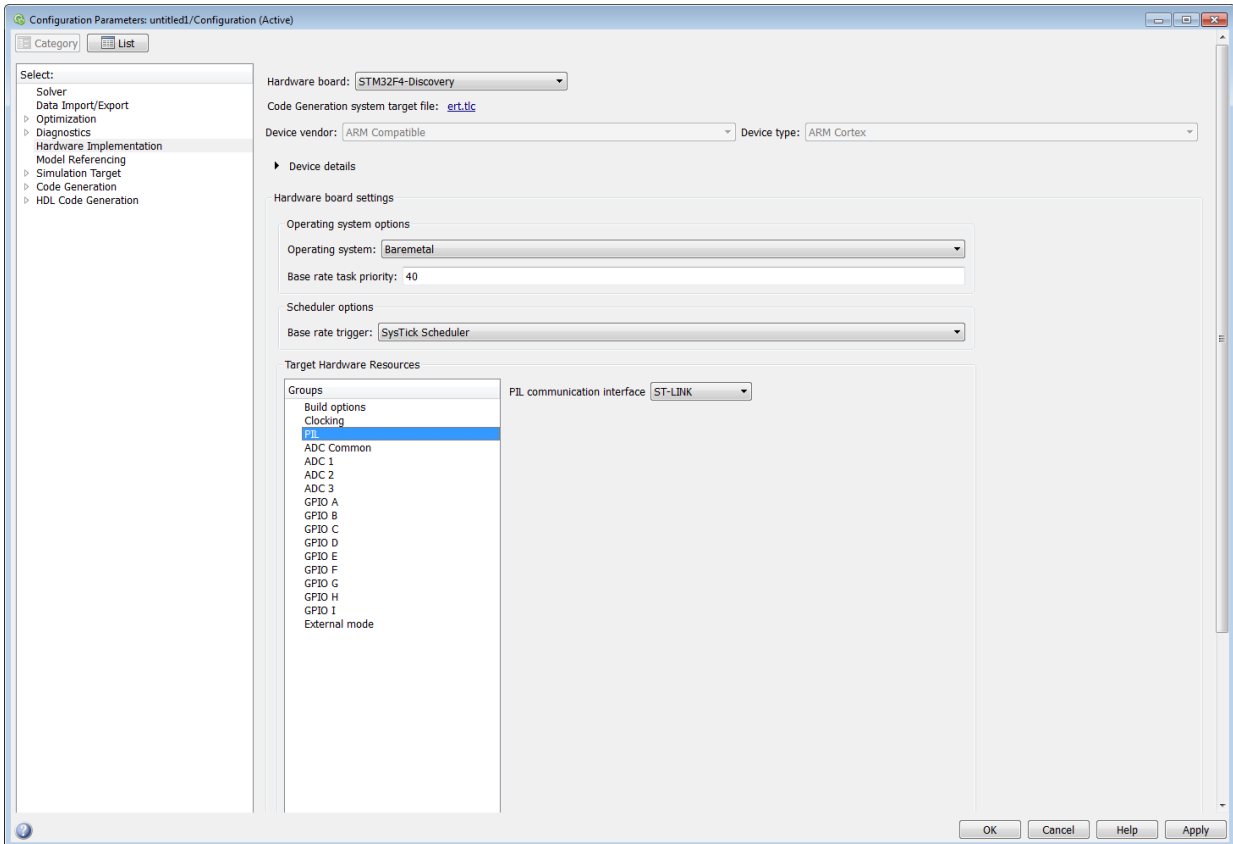 Configuration Parameters: untitled1/Configuration (Active)
Category List
Select:
Solver
Data Import/Export
Optimization
Diagnostics
Hardware Implementation
Model Referencing
Simulation Target
Code Generation
HDL Code Generation
Hardware board: STM32F4-Discovery
Code Generation system target file: ert.tlc
Device vendor: ARM Compatible Device type: ARM Cortex
Device details
Hardware board settings
Operating system options
Operating system: Baremetal
Base rate task priority: 40
Scheduler options
Base rate trigger: SysTick Scheduler
Target Hardware Resources
Groups
Build options
Clocking
PIL
ADC Common
ADC 1
ADC 2
ADC 3
GPIO A
GPIO B
GPIO C
GPIO D
GPIO E
GPIO F
GPIO G
GPIO H
GPIO I
External mode
PIL communication interface ST-LINK
OK Cancel Help Apply